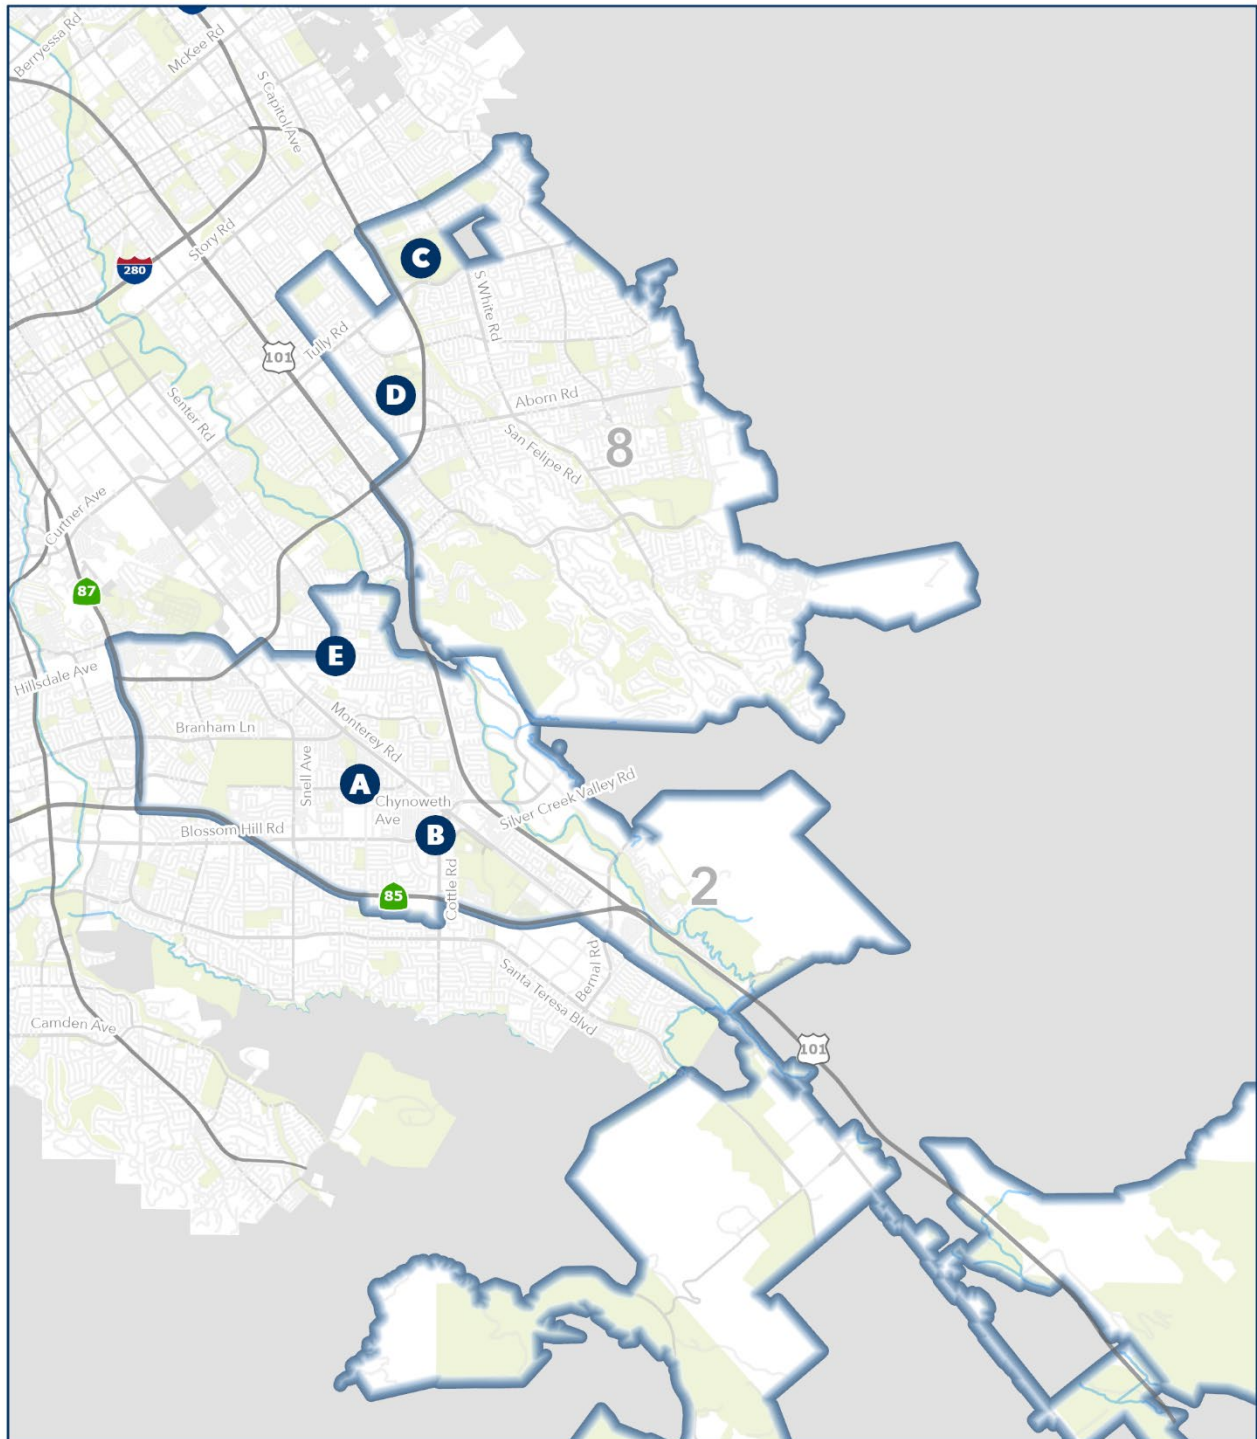 Berryessa Rd
McKee Rd
S Capitol Ave
Story Rd
280
C
S White Rd
101
Tully Rd
D
Aborn Rd
Senter Rd
San Felipe Rd
8
Curtner Ave
87
E
Hillsdale Ave
Monterey Rd
Branham Ln
Snell Ave
A
Silver Creek Valley Rd
Chynoweth
Ave
Blossom Hill Rd
B
85
Cottle Rd
2
Bernal Rd
Santa Teresa Blvd
Camden Ave
101